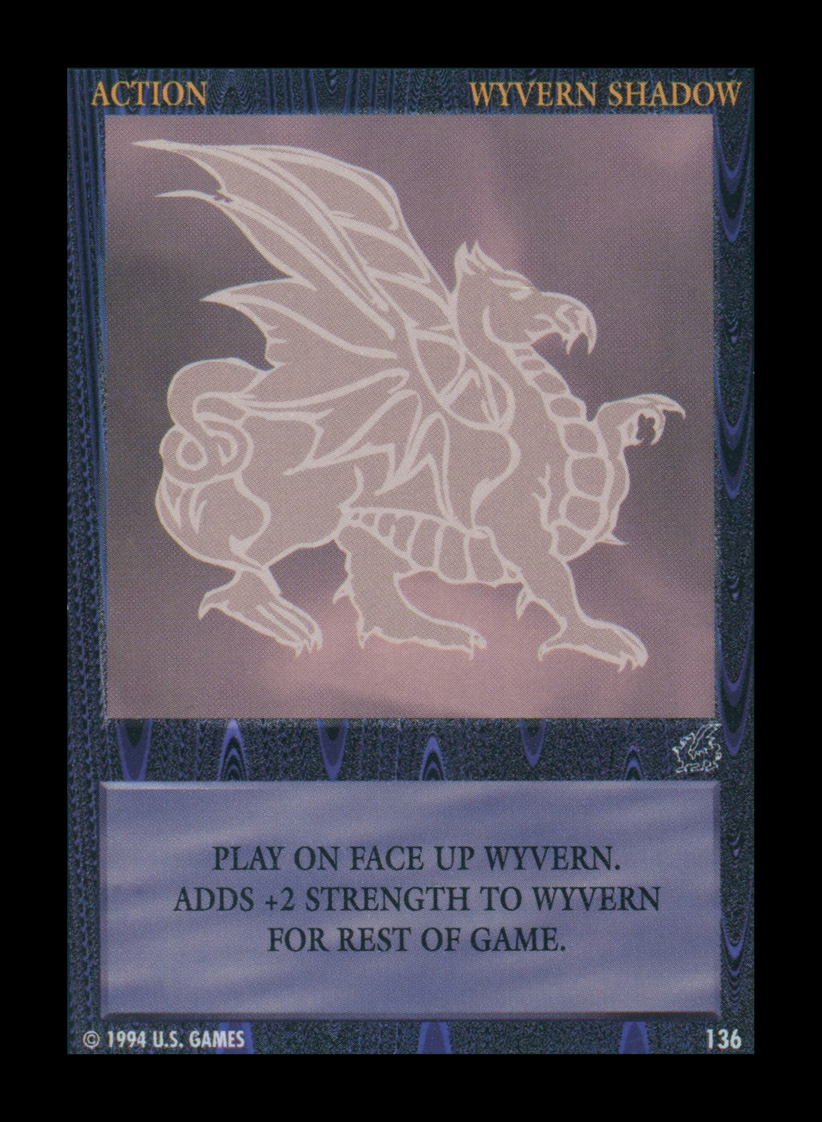 ACTION
WYVERN SHADOW
PLAY ON FACE UP WYVERN.
ADDS +2 STRENGTH TO WYVERN
FOR REST OF GAME.
© 1994 U.S. GAMES
136